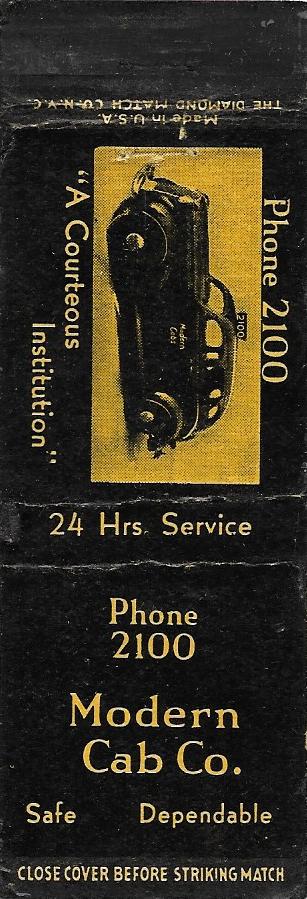 Made in U.S.A.
THE DIAMOND MATCH CO. N.Y.C.
Phone 2100
2100
Modern
Cabs
"A Courteous
Institution"
24 Hrs. Service
Phone
2100
Modern
Cab Co.
Safe Dependable
CLOSE COVER BEFORE STRIKING MATCH